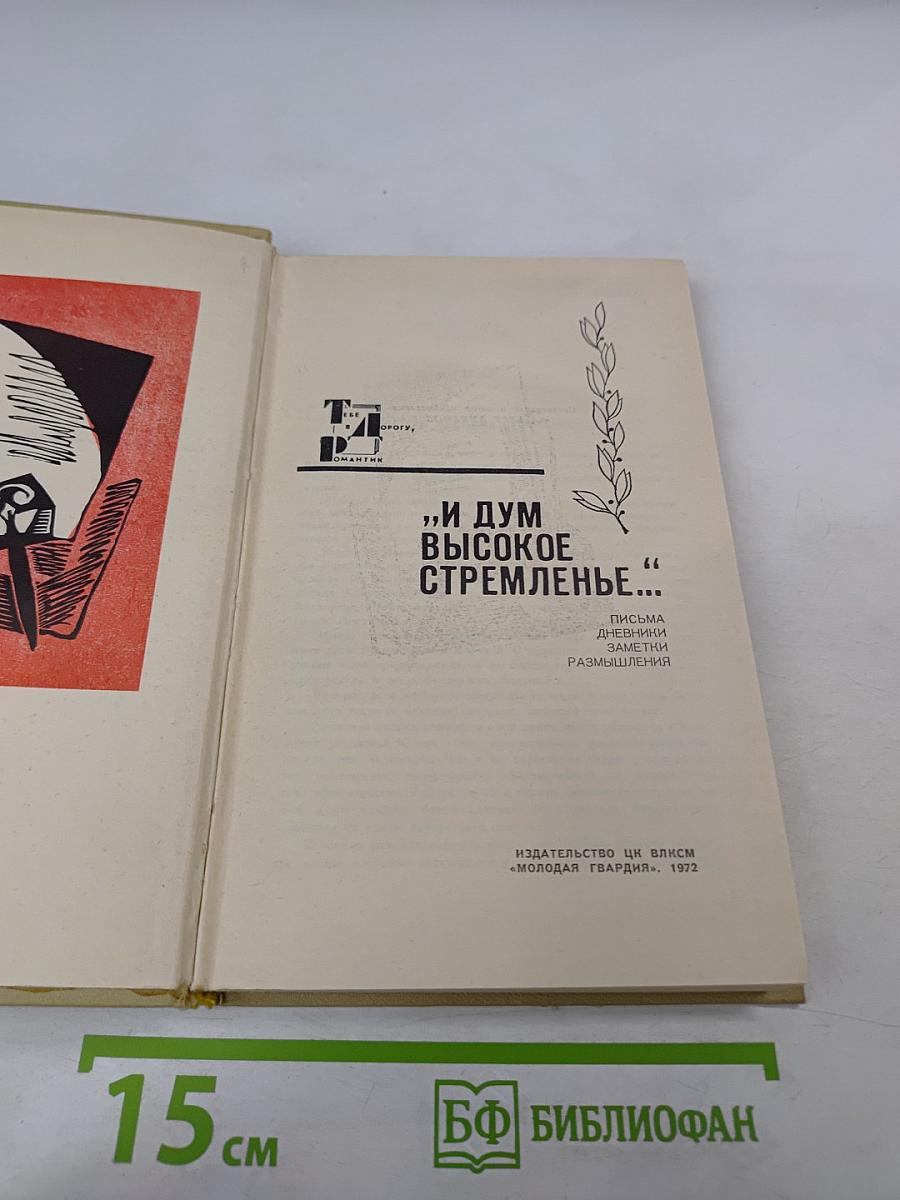 ТЕБЕ
В ДОРОГУ,
РОМАНТИК
„И ДУМ
ВЫСОКОЕ
СТРЕМЛЕНЬЕ...“
ПИСЬМА
ДНЕВНИКИ
ЗАМЕТКИ
РАЗМЫШЛЕНИЯ
ИЗДАТЕЛЬСТВО ЦК ВЛКСМ
«МОЛОДАЯ ГВАРДИЯ». 1972
15 см
БФ БИБЛИОФАН